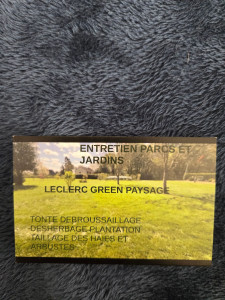 ENTRETIEN PARCS ET
JARDINS
LECLERC GREEN PAYSAGE
TONTE DEBROUSSAILLAGE
DESHERBAGE PLANTATION
TAILLAGE DES HAIES ET
ARBUSTES